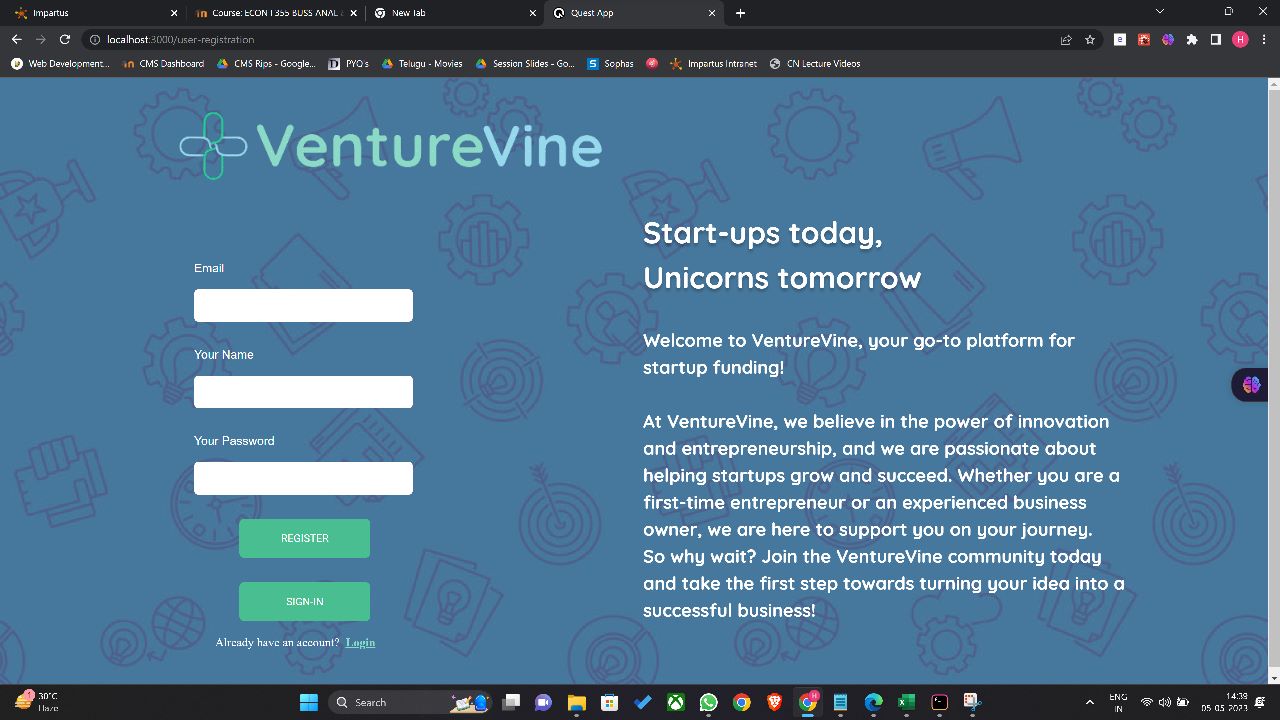 Impartus
Course: ECON F355 BUSS ANAL &
New Tab
Quest App
localhost:3000/user-registration
Web Development...
CMS Dashboard
CMS Rips - Google...
PYQ's
Telugu - Movies
Session Slides - Go...
Sophas
Impartus Intranet
CN Lecture Videos
VentureVine
Email
Your Name
Your Password
REGISTER
SIGN-IN
Already have an account? Login
Start-ups today,
Unicorns tomorrow
Welcome to VentureVine, your go-to platform for
startup funding!
At VentureVine, we believe in the power of innovation
and entrepreneurship, and we are passionate about
helping startups grow and succeed. Whether you are a
first-time entrepreneur or an experienced business
owner, we are here to support you on your journey.
So why wait? Join the VentureVine community today
and take the first step towards turning your idea into a
successful business!
30°C
Haze
Search
ENG
IN
14:39
05-05-2023